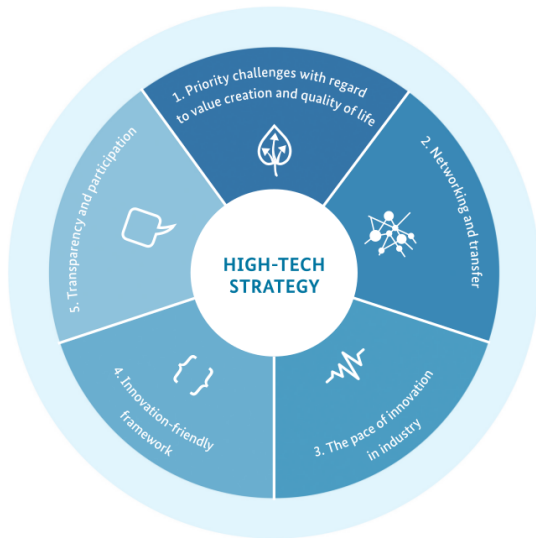 1. Priority challenges with regard
to value creation and quality of life
2. Networking and transfer
3. The pace of innovation
in industry
4. Innovation-friendly
framework
5. Transparency and participation
HIGH-TECH
STRATEGY